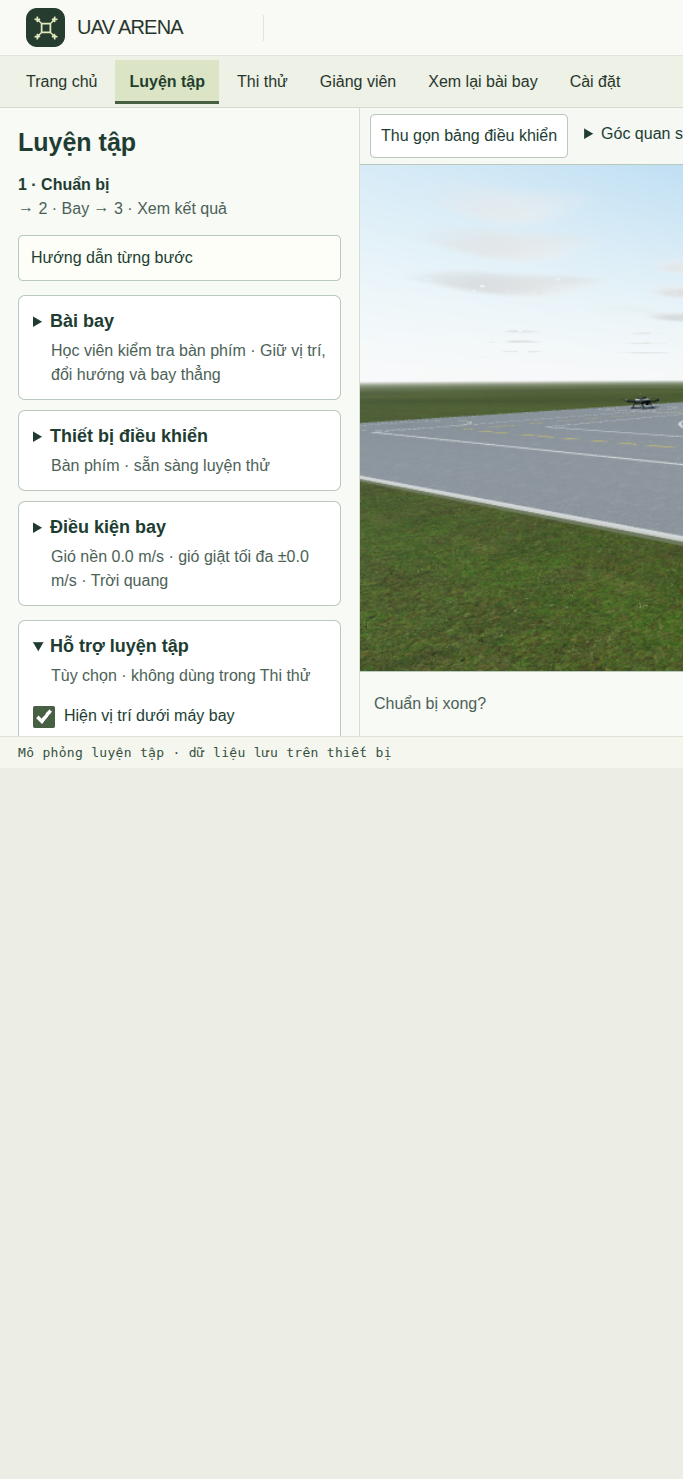 UAV ARENA
Trang chủ
Luyện tập
Thi thử
Giảng viên
Xem lại bài bay
Cài đặt
Luyện tập
1 · Chuẩn bị
→ 2 · Bay → 3 · Xem kết quả
Hướng dẫn từng bước
Bài bay
Học viên kiểm tra bàn phím · Giữ vị trí,
đổi hướng và bay thẳng
Thiết bị điều khiển
Bàn phím · sẵn sàng luyện thử
Điều kiện bay
Gió nền 0.0 m/s · gió giật tối đa ±0.0
m/s · Trời quang
Hỗ trợ luyện tập
Tùy chọn · không dùng trong Thi thử
Hiện vị trí dưới máy bay
Thu gọn bảng điều khiển
Góc quan s
Chuẩn bị xong?
Mô phỏng luyện tập · dữ liệu lưu trên thiết bị